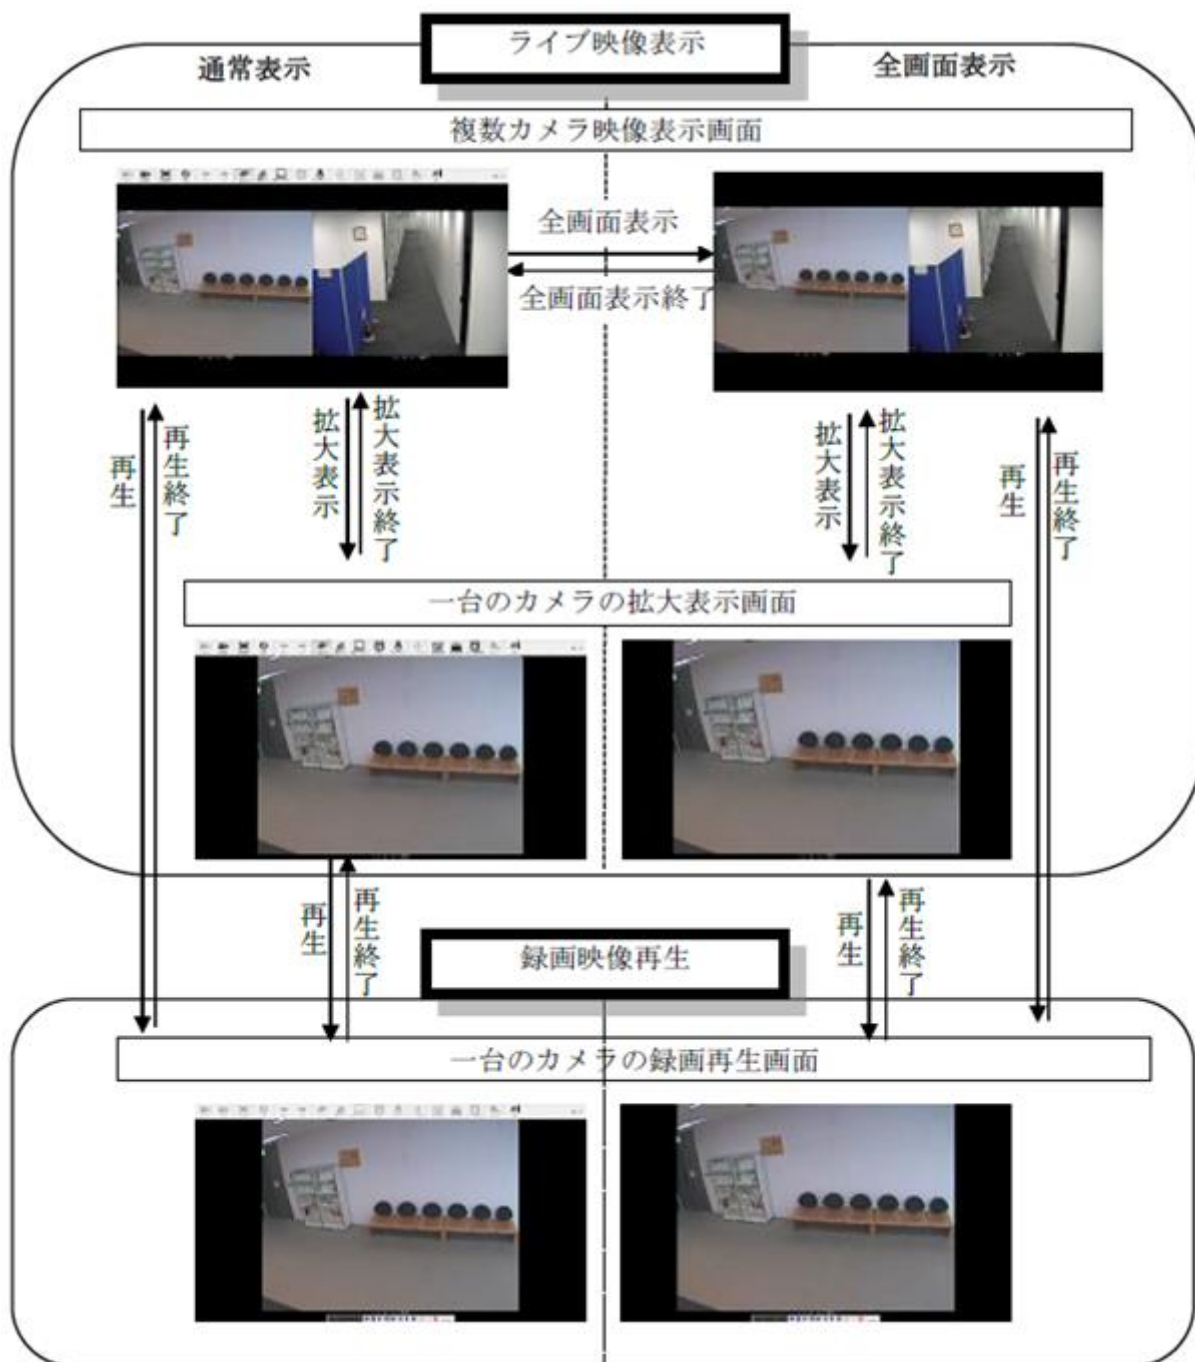 ライブ映像表示
通常表示
全画面表示
複数カメラ映像表示画面
全画面表示
全画面表示終了
再生
再生終了
拡大表示
拡大表示終了
拡大表示
拡大表示終了
再生
再生終了
一台のカメラの拡大表示画面
再生
再生終了
再生
再生終了
録画映像再生
一台のカメラの録画再生画面